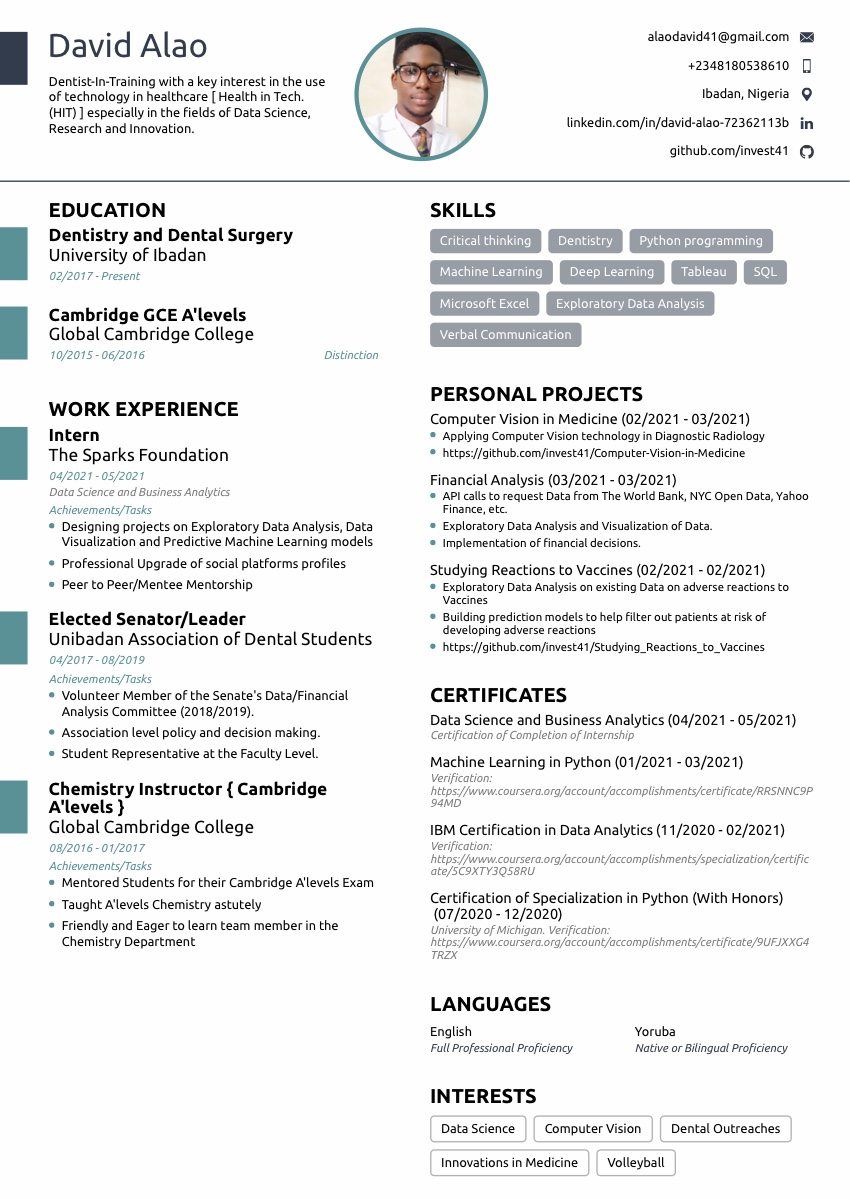 David Alao
Dentist-In-Training with a key interest in the use
of technology in healthcare [ Health in Tech.
(HIT) ] especially in the fields of Data Science,
Research and Innovation.
alaodavid41@gmail.com
+2348180538610
Ibadan, Nigeria
linkedin.com/in/david-alao-72362113b
github.com/invest41
EDUCATION
Dentistry and Dental Surgery
University of Ibadan
02/2017 - Present
Cambridge GCE A'levels
Global Cambridge College
10/2015 - 06/2016 Distinction
WORK EXPERIENCE
Intern
The Sparks Foundation
04/2021 - 05/2021
Data Science and Business Analytics
Achievements/Tasks
Designing projects on Exploratory Data Analysis, Data
Visualization and Predictive Machine Learning models
Professional Upgrade of social platforms profiles
Peer to Peer/Mentee Mentorship
Elected Senator/Leader
Unibadan Association of Dental Students
04/2017 - 08/2019
Achievements/Tasks
Volunteer Member of the Senate's Data/Financial
Analysis Committee (2018/2019).
Association level policy and decision making.
Student Representative at the Faculty Level.
Chemistry Instructor { Cambridge
A'levels }
Global Cambridge College
08/2016 - 01/2017
Achievements/Tasks
Mentored Students for their Cambridge A'levels Exam
Taught A'levels Chemistry astutely
Friendly and Eager to learn team member in the
Chemistry Department
SKILLS
Critical thinking Dentistry Python programming
Machine Learning Deep Learning Tableau SQL
Microsoft Excel Exploratory Data Analysis
Verbal Communication
PERSONAL PROJECTS
Computer Vision in Medicine (02/2021 - 03/2021)
Applying Computer Vision technology in Diagnostic Radiology
https://github.com/invest41/Computer-Vision-in-Medicine
Financial Analysis (03/2021 - 03/2021)
API calls to request Data from The World Bank, NYC Open Data, Yahoo
Finance, etc.
Exploratory Data Analysis and Visualization of Data.
Implementation of financial decisions.
Studying Reactions to Vaccines (02/2021 - 02/2021)
Exploratory Data Analysis on existing Data on adverse reactions to
Vaccines
Building prediction models to help filter out patients at risk of
developing adverse reactions
https://github.com/invest41/Studying_Reactions_to_Vaccines
CERTIFICATES
Data Science and Business Analytics (04/2021 - 05/2021)
Certification of Completion of Internship
Machine Learning in Python (01/2021 - 03/2021)
Verification:
https://www.coursera.org/account/accomplishments/certificate/RRSNNC9P
94MD
IBM Certification in Data Analytics (11/2020 - 02/2021)
Verification:
https://www.coursera.org/account/accomplishments/specialization/certific
ate/5C9XTY3Q58RU
Certification of Specialization in Python (With Honors)
(07/2020 - 12/2020)
University of Michigan. Verification:
https://www.coursera.org/account/accomplishments/certificate/9UFJXXG4
TRZX
LANGUAGES
English
Full Professional Proficiency
Yoruba
Native or Bilingual Proficiency
INTERESTS
Data Science Computer Vision Dental Outreaches
Innovations in Medicine Volleyball